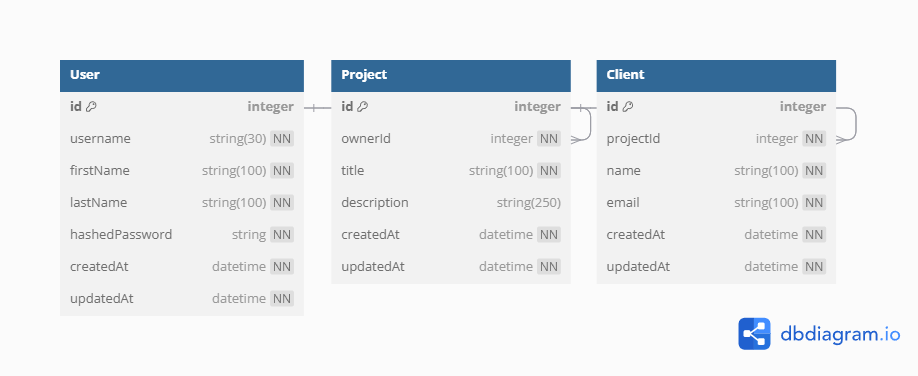 User
id integer
username string(30) NN
firstName string(100) NN
lastName string(100) NN
hashedPassword string NN
createdAt datetime NN
updatedAt datetime NN
Project
id integer
ownerId integer NN
title string(100) NN
description string(250)
createdAt datetime NN
updatedAt datetime NN
Client
id integer
projectId integer NN
name string(100) NN
email string(100) NN
createdAt datetime NN
updatedAt datetime NN
dbdiagram.io